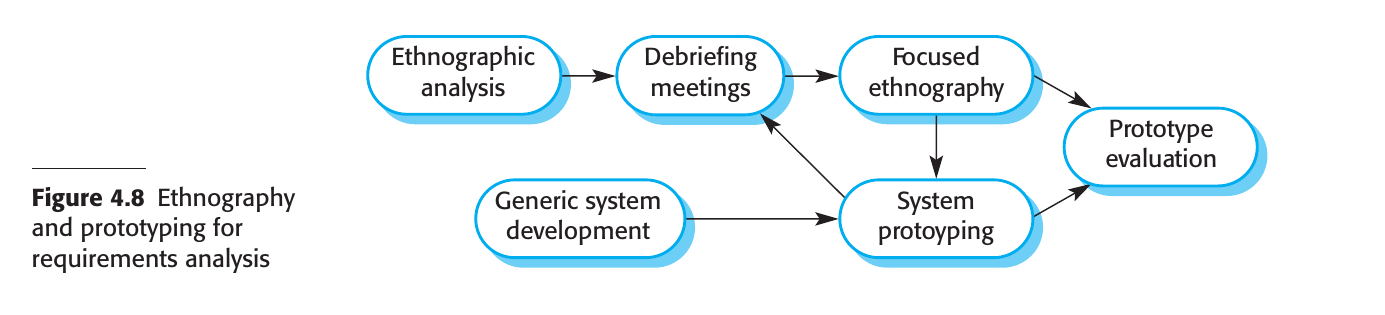 Ethnographic
analysis
Debriefing
meetings
Focused
ethnography
Prototype
evaluation
Generic system
development
System
protoyping
Figure 4.8 Ethnography
and prototyping for
requirements analysis